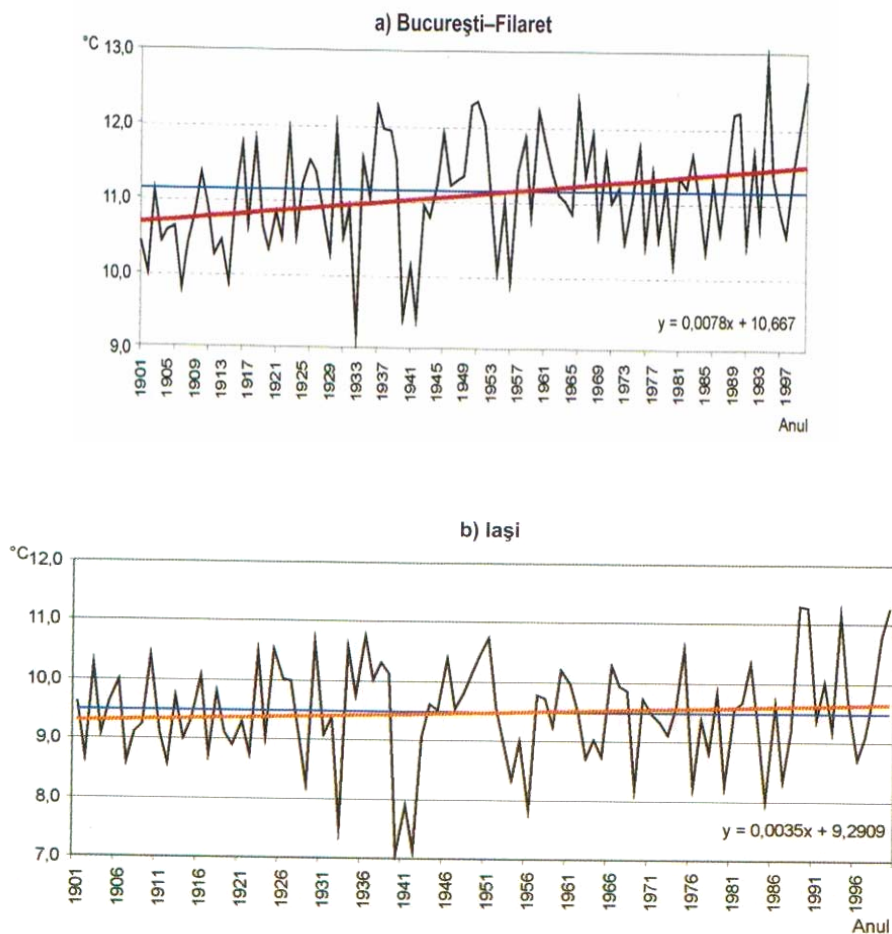 a) Bucureşti–Filaret
°C
13,0
12,0
11,0
10,0
9,0
y = 0,0078x + 10,667
1901 1905 1909 1913 1917 1921 1925 1929 1933 1937 1941 1945 1949 1953 1957 1961 1965 1969 1973 1977 1981 1985 1989 1993 1997
Anul
b) Iaşi
°C 12,0
11,0
10,0
9,0
8,0
7,0
y = 0,0035x + 9,2909
1901 1906 1911 1916 1921 1926 1931 1936 1941 1946 1951 1956 1961 1966 1971 1976 1981 1986 1991 1996
Anul